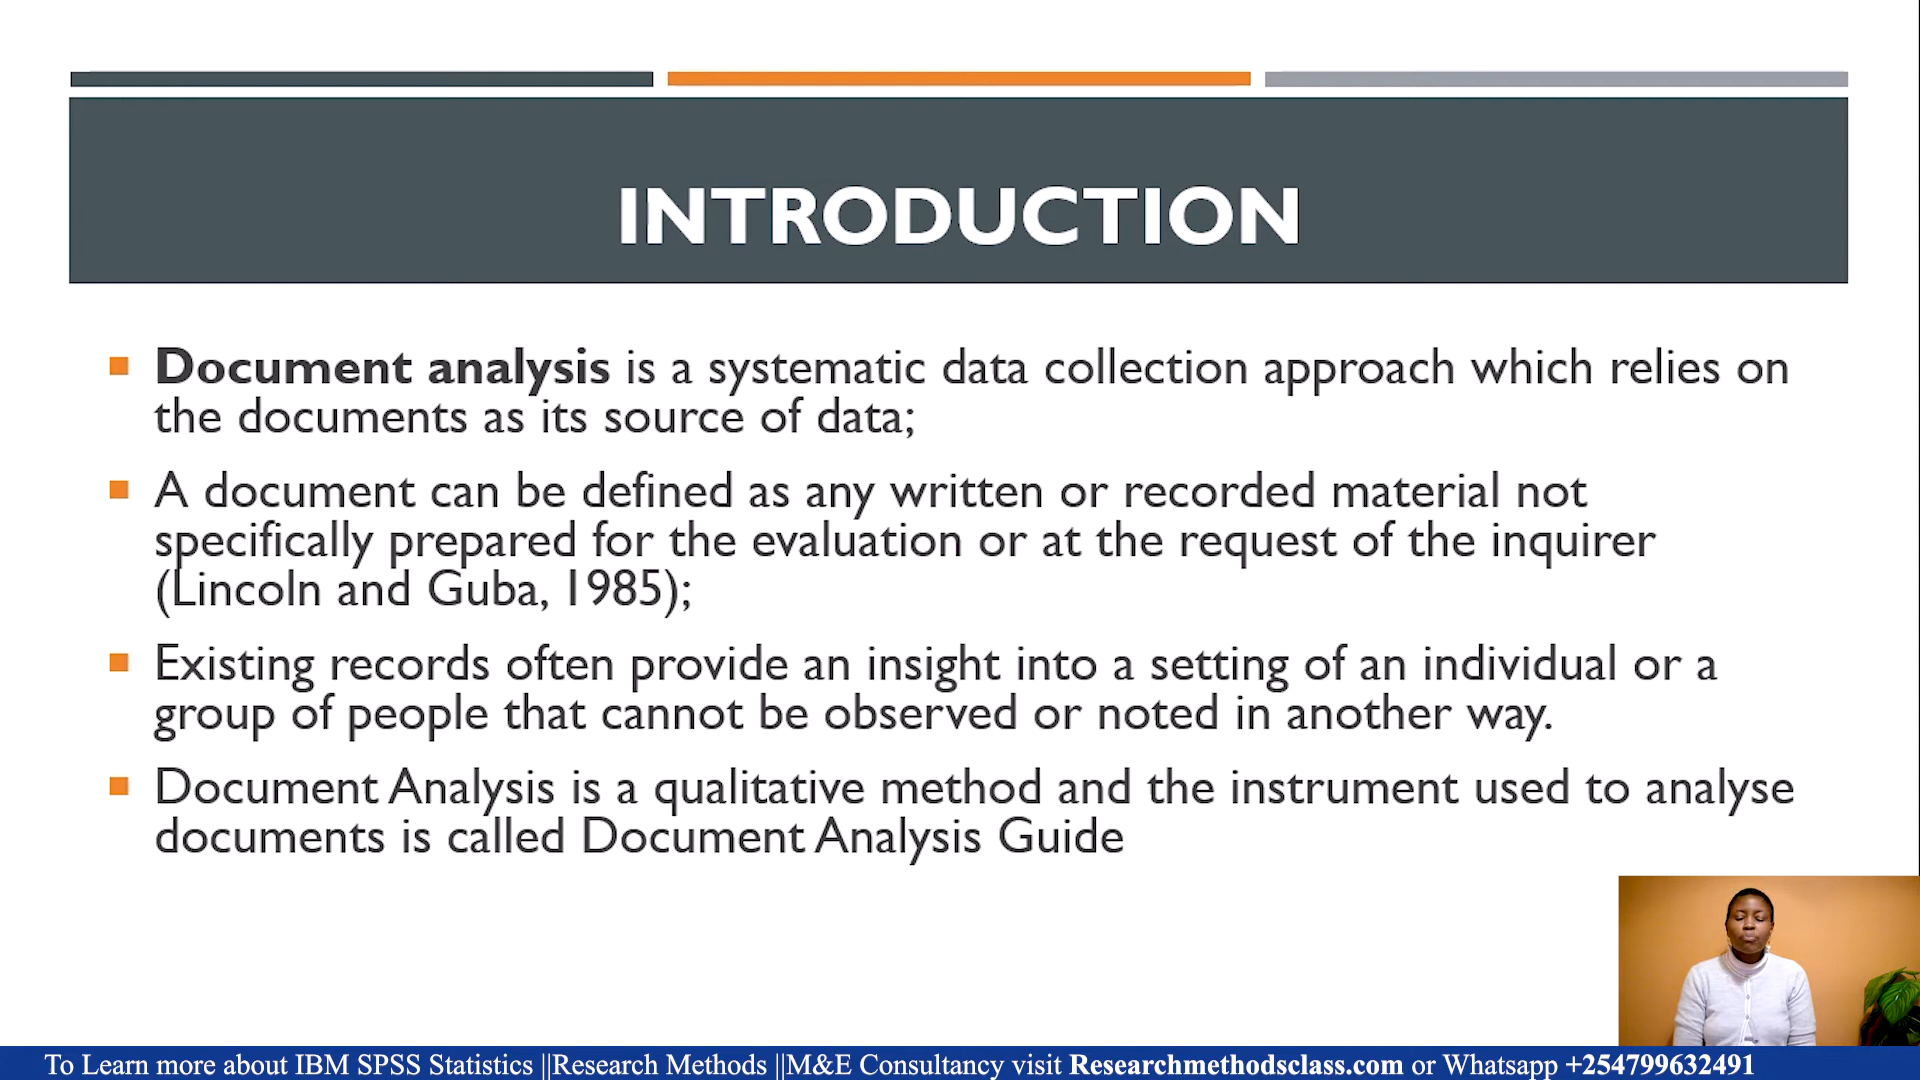 INTRODUCTION
Document analysis is a systematic data collection approach which relies on
the documents as its source of data;
A document can be defined as any written or recorded material not
specifically prepared for the evaluation or at the request of the inquirer
(Lincoln and Guba, 1985);
Existing records often provide an insight into a setting of an individual or a
group of people that cannot be observed or noted in another way.
Document Analysis is a qualitative method and the instrument used to analyse
documents is called Document Analysis Guide
To Learn more about IBM SPSS Statistics ||Research Methods ||M&E Consultancy visit Researchmethodsclass.com or Whatsapp +254799632491